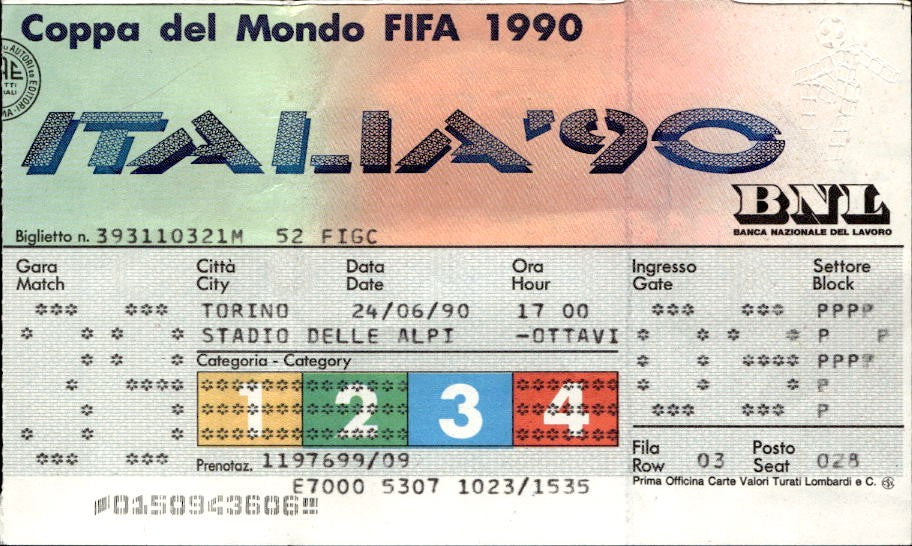 Coppa del Mondo FIFA 1990
ITALIA '90
BNL
BANCA NAZIONALE DEL LAVORO
Biglietto n. 393110321M 52 FIGC
Gara Città Data Ora Ingresso Settore
Match City Date Hour Gate Block
39 TORINO 24/06/90 17 00 09 P
STADIO DELLE ALPI -OTTAVI
Categoria - Category
1 2 3 4
Prenotaz. 1197699/09
Fila Posto
Row 03 Seat 028
Prima Officina Carte Valori Turati Lombardi e C.
E7000 5307 1023/1535
0150943606